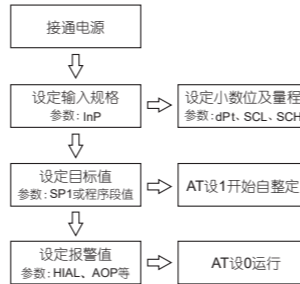 接通电源
设定输入规格
参数：InP
设定小数位及量程
参数：dPt、SCL、SCH
设定目标值
参数：SP1或程序段值
AT设1开始自整定
设定报警值
参数：HIAL、AOP等
AT设0运行